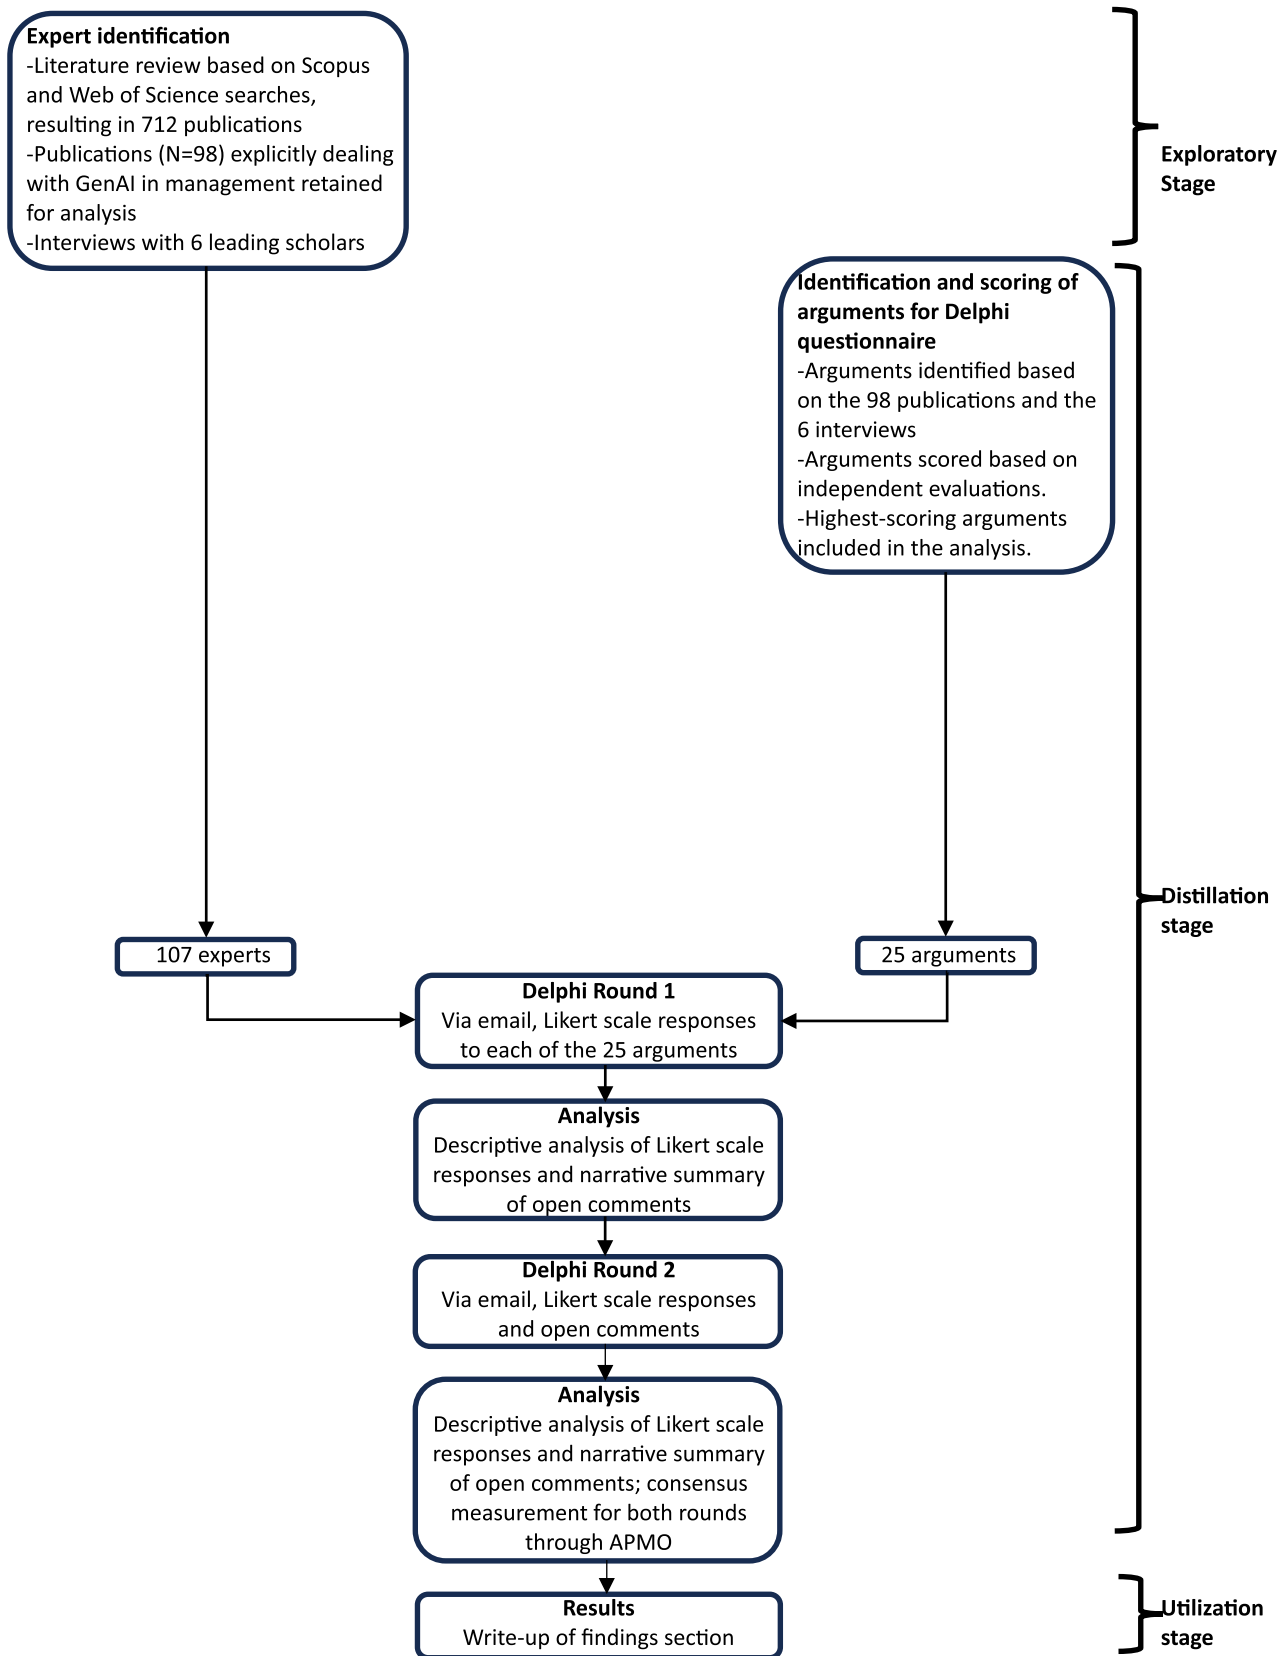 Expert identification
-Literature review based on Scopus
and Web of Science searches,
resulting in 712 publications
-Publications (N=98) explicitly dealing
with GenAI in management retained
for analysis
-Interviews with 6 leading scholars
Exploratory
Stage
Identification and scoring of
arguments for Delphi
questionnaire
-Arguments identified based
on the 98 publications and the
6 interviews
-Arguments scored based on
independent evaluations.
-Highest-scoring arguments
included in the analysis.
Distillation
stage
107 experts
25 arguments
Delphi Round 1
Via email, Likert scale responses
to each of the 25 arguments
Analysis
Descriptive analysis of Likert scale
responses and narrative summary
of open comments
Delphi Round 2
Via email, Likert scale responses
and open comments
Analysis
Descriptive analysis of Likert scale
responses and narrative summary
of open comments; consensus
measurement for both rounds
through APMO
Results
Write-up of findings section
Utilization
stage